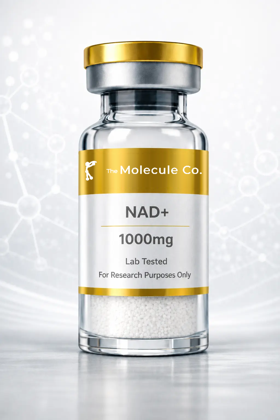 The Molecule Co.
NAD+
1000mg
Lab Tested
For Research Purposes Only